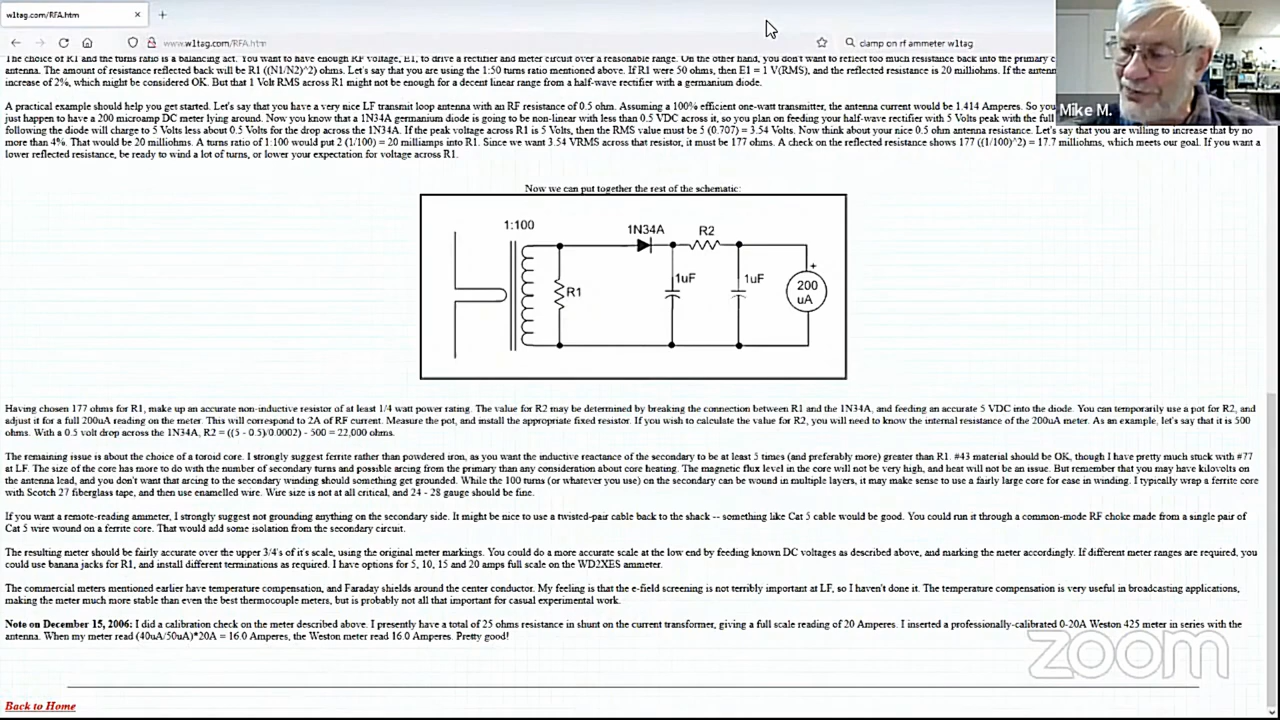 w1tag.com/RFA.htm
www.w1tag.com/RFA.htm
clamp on rf ammeter w1tag
The choice of R1 and the turns ratio is a balancing act. You want to have enough RF voltage, E1, to drive a rectifier and meter circuit over a reasonable range. On the other hand, you don't want to reflect too much resistance back into the primary c
antenna. The amount of resistance reflected back will be R1 ((N1/N2)^2) ohms. Let's say that you are using the 1:50 turns ratio mentioned above. If R1 were 50 ohms, then E1 = 1 V(RMS), and the reflected resistance is 20 milliohms. If the antenn
increase of 2%, which might be considered OK. But that 1 Volt RMS across R1 might not be enough for a decent linear range from a half-wave rectifier with a germanium diode.
A practical example should help you get started. Let's say that you have a very nice LF transmit loop antenna with an RF resistance of 0.5 ohm. Assuming a 100% efficient one-watt transmitter, the antenna current would be 1.414 Amperes. So you
just happen to have a 200 microamp DC meter lying around. Now you know that a 1N34A germanium diode is going to be non-linear with less than 0.5 VDC across it, so you plan on feeding your half-wave rectifier with 5 Volts peak with the full
following the diode will charge to 5 Volts less about 0.5 Volts for the drop across the 1N34A. If the peak voltage across R1 is 5 Volts, then the RMS value must be 5 (0.707) = 3.54 Volts. Now think about your nice 0.5 ohm antenna resistance. Let's say that you are willing to increase that by no
more than 4%. That would be 20 milliohms. A turns ratio of 1:100 would put 2 (1/100) = 20 milliamps into R1. Since we want 3.54 VRMS across that resistor, it must be 177 ohms. A check on the reflected resistance shows 177 ((1/100)^2) = 17.7 milliohms, which meets our goal. If you want a
lower reflected resistance, be ready to wind a lot of turns, or lower your expectation for voltage across R1.
Mike M.
Now we can put together the rest of the schematic:
1:100
1N34A
R2
R1
1uF
1uF
+
200
uA
Having chosen 177 ohms for R1, make up an accurate non-inductive resistor of at least 1/4 watt power rating. The value for R2 may be determined by breaking the connection between R1 and the 1N34A, and feeding an accurate 5 VDC into the diode. You can temporarily use a pot for R2, and
adjust it for a full 200uA reading on the meter. This will correspond to 2A of RF current. Measure the pot, and install the appropriate fixed resistor. If you wish to calculate the value for R2, you will need to know the internal resistance of the 200uA meter. As an example, let's say that it is 500
ohms. With a 0.5 volt drop across the 1N34A, R2 = ((5 - 0.5)/0.0002) - 500 = 22,000 ohms.
The remaining issue is about the choice of a toroid core. I strongly suggest ferrite rather than powdered iron, as you want the inductive reactance of the secondary to be at least 5 times (and preferably more) greater than R1. #43 material should be OK, though I have pretty much stuck with #77
at LF. The size of the core has more to do with the number of secondary turns and possible arcing from the primary than any consideration about core heating. The magnetic flux level in the core will not be very high, and heat will not be an issue. But remember that you may have kilovolts on
the antenna lead, and you don't want that arcing to the secondary winding should something get grounded. While the 100 turns (or whatever you use) on the secondary can be wound in multiple layers, it may make sense to use a fairly large core for ease in winding. I typically wrap a ferrite core
with Scotch 27 fiberglass tape, and then use enamelled wire. Wire size is not at all critical, and 24 - 28 gauge should be fine.
If you want a remote-reading ammeter, I strongly suggest not grounding anything on the secondary side. It might be nice to use a twisted-pair cable back to the shack -- something like Cat 5 cable would be good. You could run it through a common-mode RF choke made from a single pair of
Cat 5 wire wound on a ferrite core. That would add some isolation from the secondary circuit.
The resulting meter should be fairly accurate over the upper 3/4's of it's scale, using the original meter markings. You could do a more accurate scale at the low end by feeding known DC voltages as described above, and marking the meter accordingly. If different meter ranges are required, you
could use banana jacks for R1, and install different terminations as required. I have options for 5, 10, 15 and 20 amps full scale on the WD2XES ammeter.
The commercial meters mentioned earlier have temperature compensation, and Faraday shields around the center conductor. My feeling is that the e-field screening is not terribly important at LF, so I haven't done it. The temperature compensation is very useful in broadcasting applications,
making the meter much more stable than even the best thermocouple meters, but is probably not all that important for casual experimental work.
Note on December 15, 2006: I did a calibration check on the meter described above. I presently have a total of 25 ohms resistance in shunt on the current transformer, giving a full scale reading of 20 Amperes. I inserted a professionally-calibrated 0-20A Weston 425 meter in series with the
antenna. When my meter read (40uA/50uA)*20A = 16.0 Amperes, the Weston meter read 16.0 Amperes. Pretty good!
zoom
Back to Home